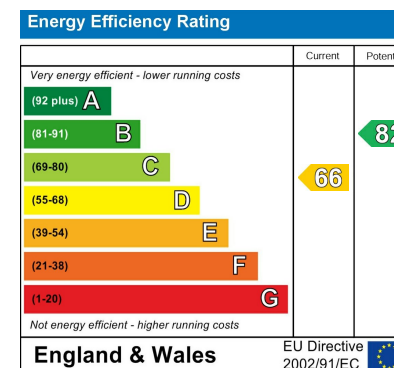 Energy Efficiency Rating
Current Potent
Very energy efficient - lower running costs
(92 plus) A
(81-91) B 82
(69-80) C
66
(55-68) D
(39-54) E
(21-38) F
(1-20) G
Not energy efficient - higher running costs
England & Wales
EU Directive
2002/91/EC